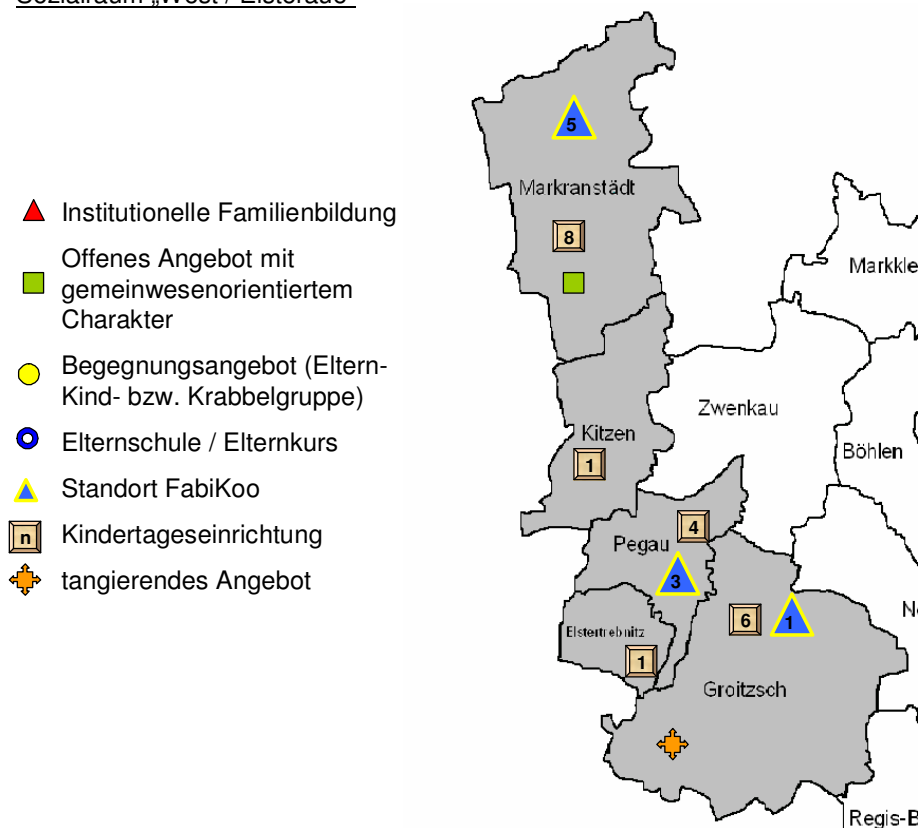 Sozialraum „West / Elsteraue“
Institutionelle Familienbildung
Offenes Angebot mit
gemeinwesenorientiertem
Charakter
Begegnungsangebot (Eltern-
Kind- bzw. Krabbelgruppe)
Elternschule / Elternkurs
Standort FabiKoo
n Kindertageseinrichtung
tangierendes Angebot
5
Markranstädt
8
Markkle
Zwenkau
Kitzen
Böhlen
1
4
Pegau
3
6
1
Elstertrebnitz
1
Groitzsch
Regis-B